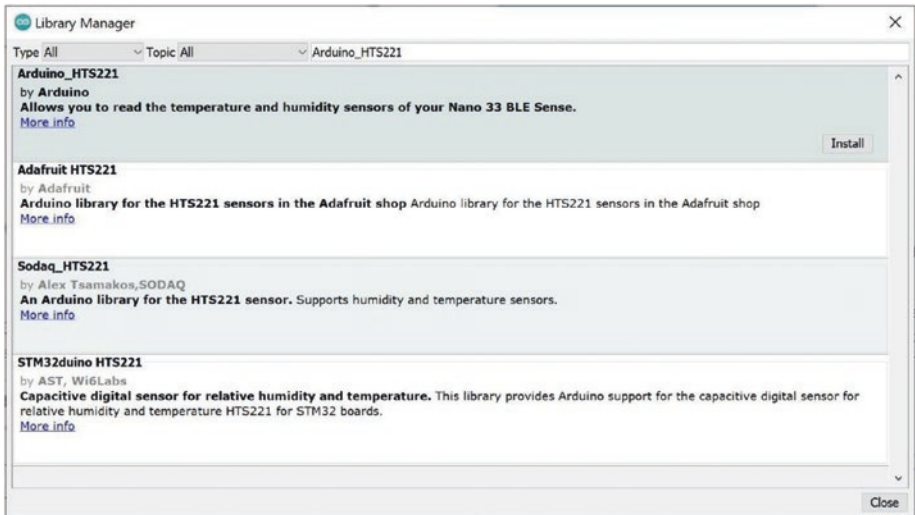 Library Manager
Type All Topic All Arduino_HTS221
Arduino_HTS221
by Arduino
Allows you to read the temperature and humidity sensors of your Nano 33 BLE Sense.
More info
Install
Adafruit HTS221
by Adafruit
Arduino library for the HTS221 sensors in the Adafruit shop Arduino library for the HTS221 sensors in the Adafruit shop
More info
Sodaq_HTS221
by Alex Tsamakos,SODAQ
An Arduino library for the HTS221 sensor. Supports humidity and temperature sensors.
More info
STM32duino HTS221
by AST, Wi6Labs
Capacitive digital sensor for relative humidity and temperature. This library provides Arduino support for the capacitive digital sensor for
relative humidity and temperature HTS221 for STM32 boards.
More info
Close